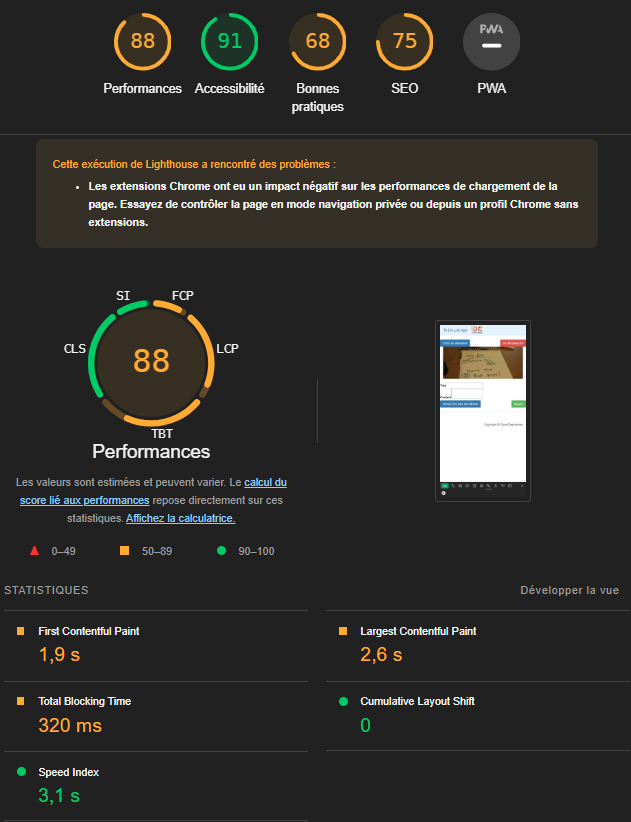 88
91
68
75
PWA
Performances
Accessibilité
Bonnes
pratiques
SEO
PWA
Cette exécution de Lighthouse a rencontré des problèmes :
• Les extensions Chrome ont eu un impact négatif sur les performances de chargement de la
page. Essayez de contrôler la page en mode navigation privée ou depuis un profil Chrome sans
extensions.
SI
FCP
CLS
LCP
88
TBT
Performances
Les valeurs sont estimées et peuvent varier. Le calcul du
score lié aux performances repose directement sur ces
statistiques. Affichez la calculatrice.
0–49
50–89
90–100
STATISTIQUES
Développer la vue
First Contentful Paint
1,9 s
Largest Contentful Paint
2,6 s
Total Blocking Time
320 ms
Cumulative Layout Shift
0
Speed Index
3,1 s